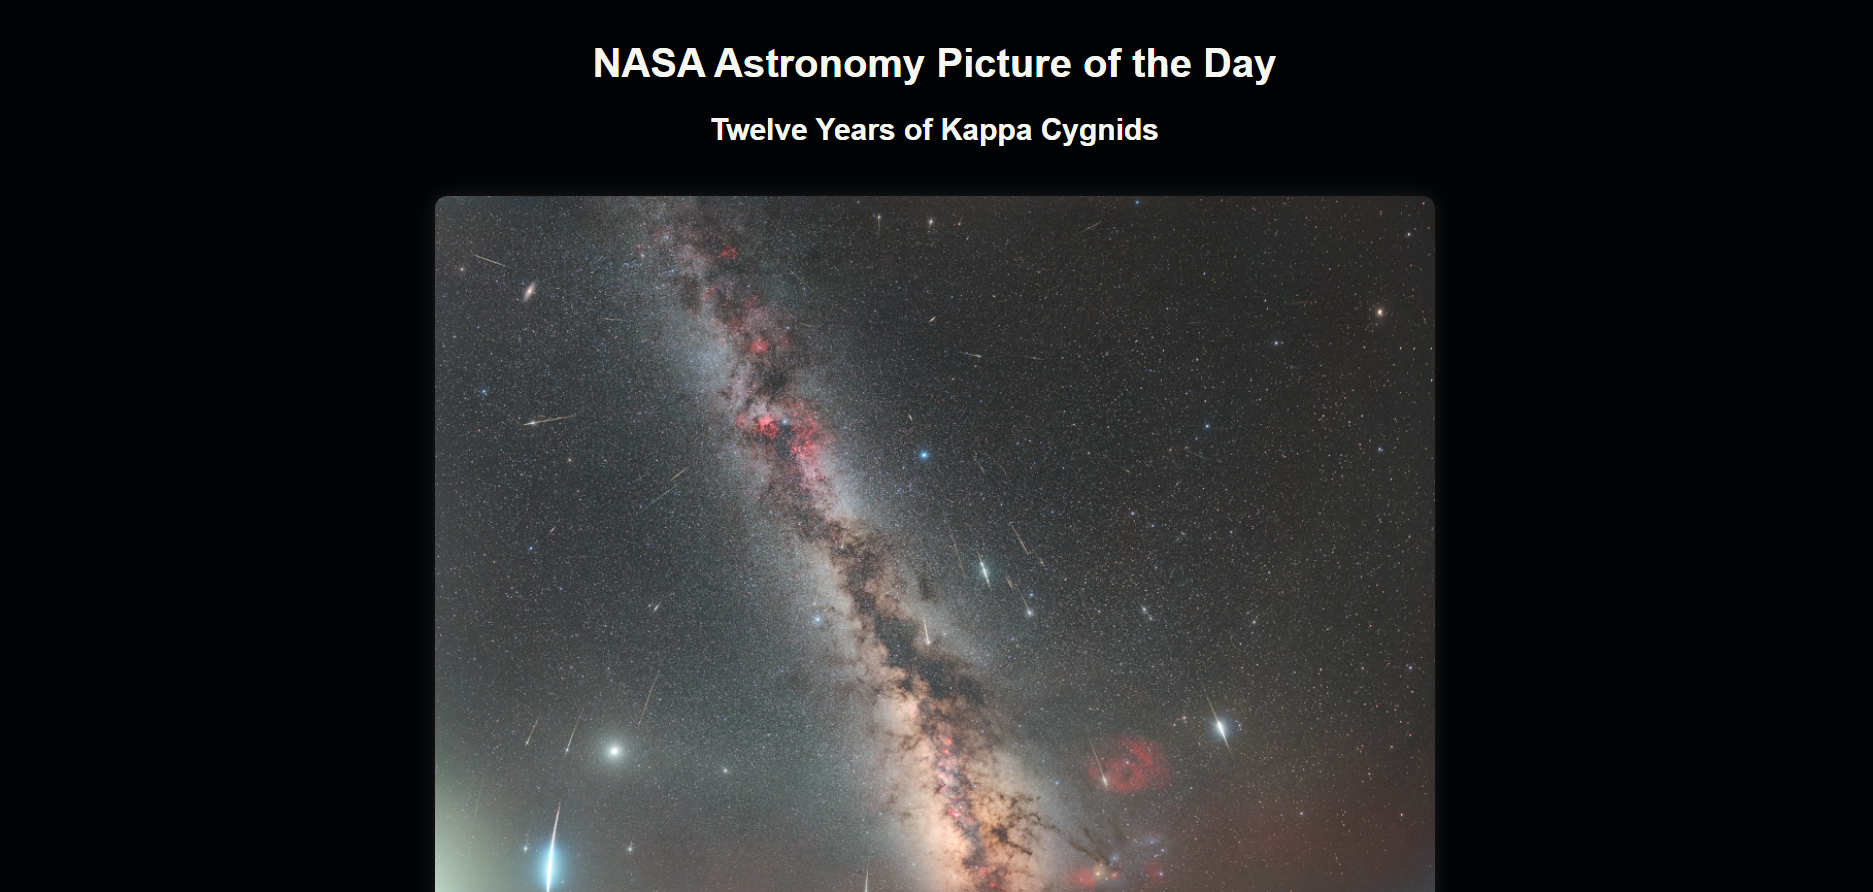 NASA Astronomy Picture of the Day
Twelve Years of Kappa Cygnids